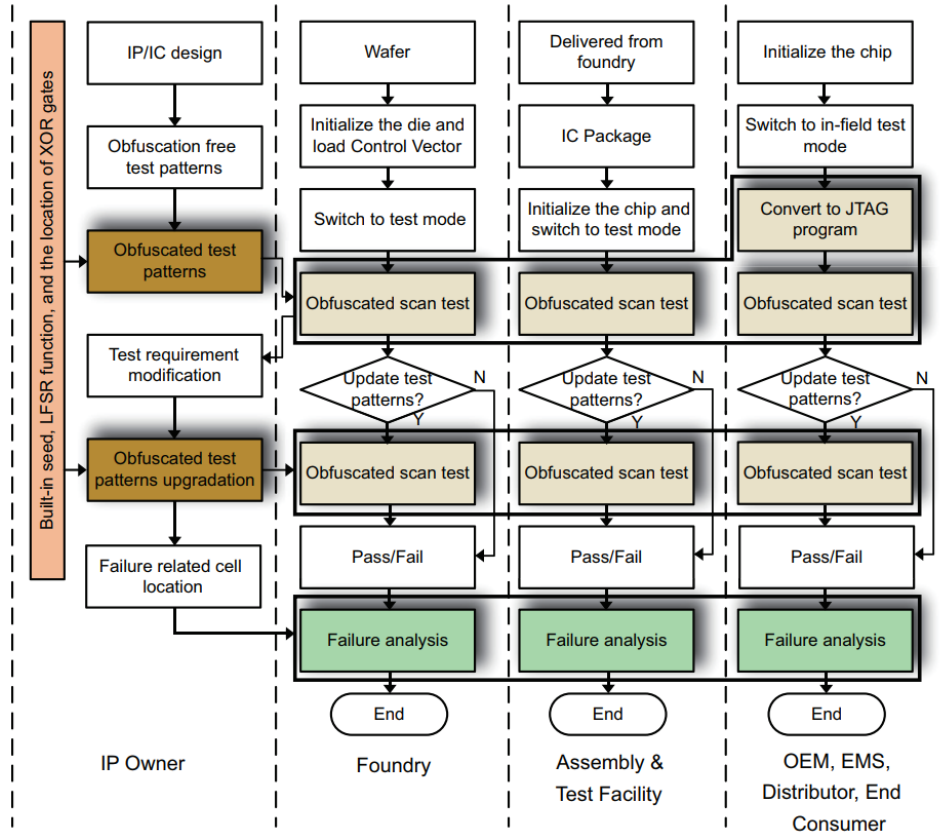 Built-in seed, LFSR function, and the location of XOR gates
IP/IC design
Obfuscation free
test patterns
Obfuscated test
patterns
Test requirement
modification
Obfuscated test
patterns upgradation
Failure related cell
location
IP Owner
Wafer
Initialize the die and
load Control Vector
Switch to test mode
Obfuscated scan test
Update test
patterns?
N
Y
Obfuscated scan test
Pass/Fail
Failure analysis
End
Foundry
Delivered from
foundry
IC Package
Initialize the chip and
switch to test mode
Obfuscated scan test
Update test
patterns?
N
Y
Obfuscated scan test
Pass/Fail
Failure analysis
End
Assembly &
Test Facility
Initialize the chip
Switch to in-field test
mode
Convert to JTAG
program
Obfuscated scan test
Update test
patterns?
N
Y
Obfuscated scan test
Pass/Fail
Failure analysis
End
OEM, EMS,
Distributor, End
Consumer